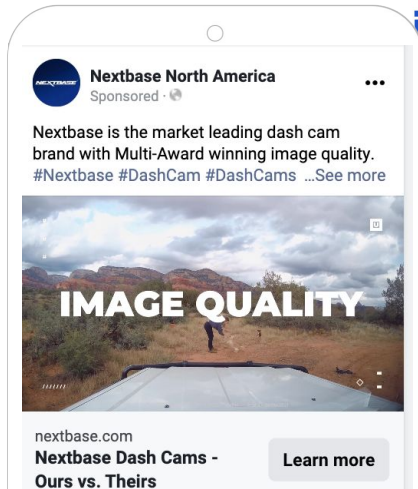 NEXTBASE
Nextbase North America
Sponsored ·
Nextbase is the market leading dash cam
brand with Multi-Award winning image quality.
#Nextbase #DashCam #DashCams ...See more
IMAGE QUALITY
nextbase.com
Nextbase Dash Cams -
Ours vs. Theirs
Learn more